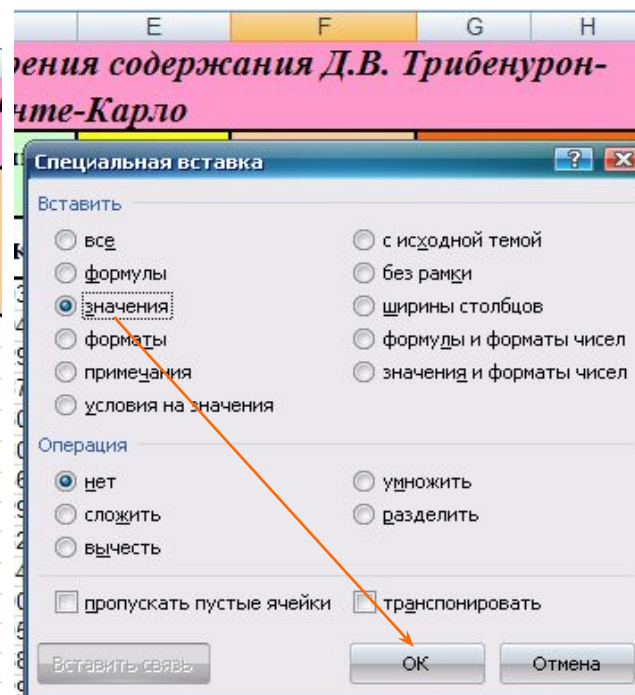 E F G H
рения содержания Д.В. Трибенурон-
нте-Карло
Специальная вставка
Вставить
все с исходной темой
формулы без рамки
значения ширины столбцов
форматы формулы и форматы чисел
примечания значения и форматы чисел
условия на значения
Операция
нет умножить
сложить разделить
вычесть
пропускать пустые ячейки транспонировать
Вставить связь ОК Отмена